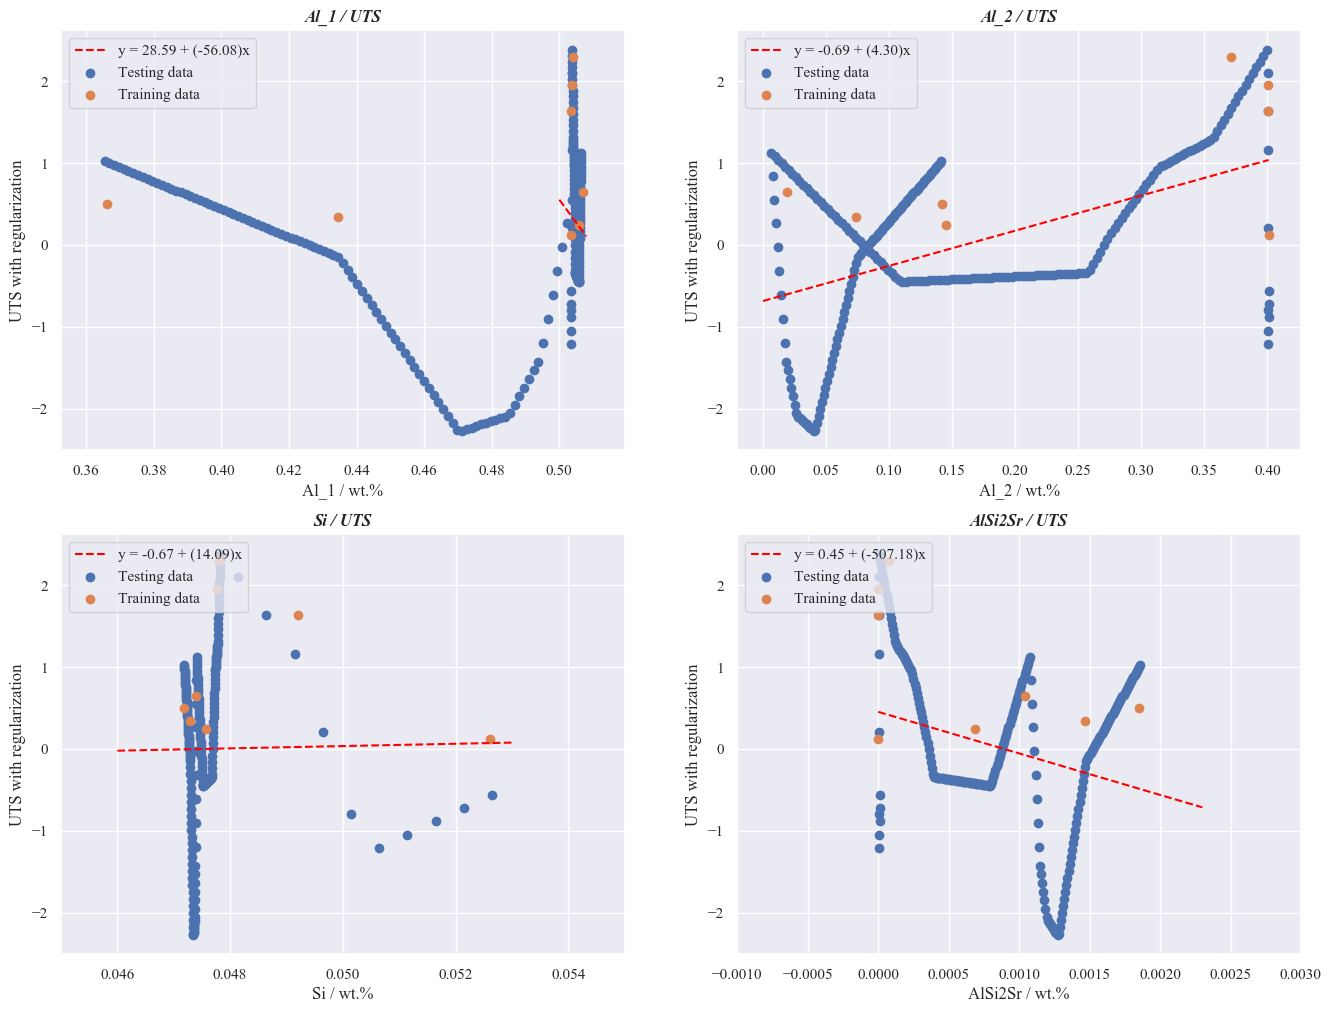 Al_1 / UTS
y = 28.59 + (-56.08)x
Testing data
Training data
UTS with regularization
2
1
0
−1
−2
0.36 0.38 0.40 0.42 0.44 0.46 0.48 0.50
Al_1 / wt.%
Al_2 / UTS
y = -0.69 + (4.30)x
Testing data
Training data
UTS with regularization
2
1
0
−1
−2
0.00 0.05 0.10 0.15 0.20 0.25 0.30 0.35 0.40
Al_2 / wt.%
Si / UTS
y = -0.67 + (14.09)x
Testing data
Training data
UTS with regularization
2
1
0
−1
−2
0.046 0.048 0.050 0.052 0.054
Si / wt.%
AlSi2Sr / UTS
y = 0.45 + (-507.18)x
Testing data
Training data
UTS with regularization
2
1
0
−1
−2
−0.0010 −0.0005 0.0000 0.0005 0.0010 0.0015 0.0020 0.0025 0.0030
AlSi2Sr / wt.%